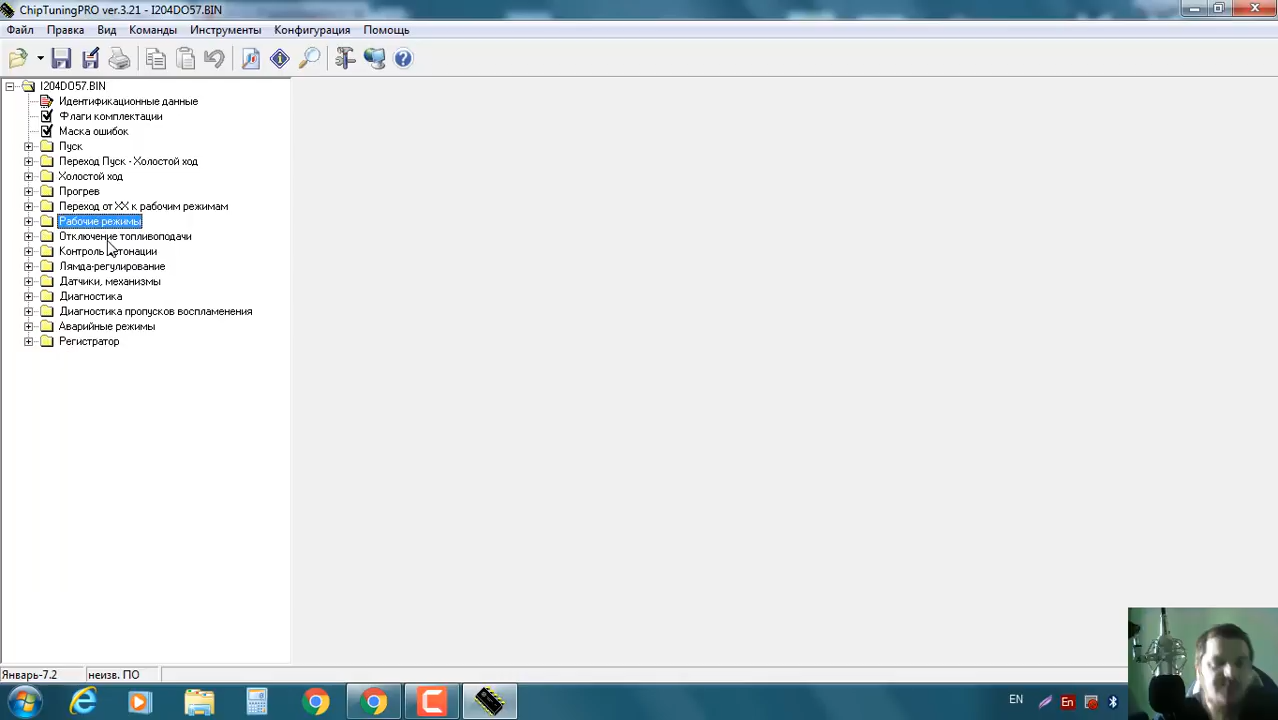 ChipTuningPRO ver.3.21 - I204DO57.BIN
Файл Правка Вид Команды Инструменты Конфигурация Помощь
I204DO57.BIN
Идентификационные данные
Флаги комплектации
Маска ошибок
Пуск
Переход Пуск - Холостой ход
Холостой ход
Прогрев
Переход от XX к рабочим режимам
Рабочие режимы
Отключение топливоподачи
Контроль детонации
Лямда-регулирование
Датчики, механизмы
Диагностика
Диагностика пропусков воспламенения
Аварийные режимы
Регистратор
Январь-7.2 неизв. ПО
EN En